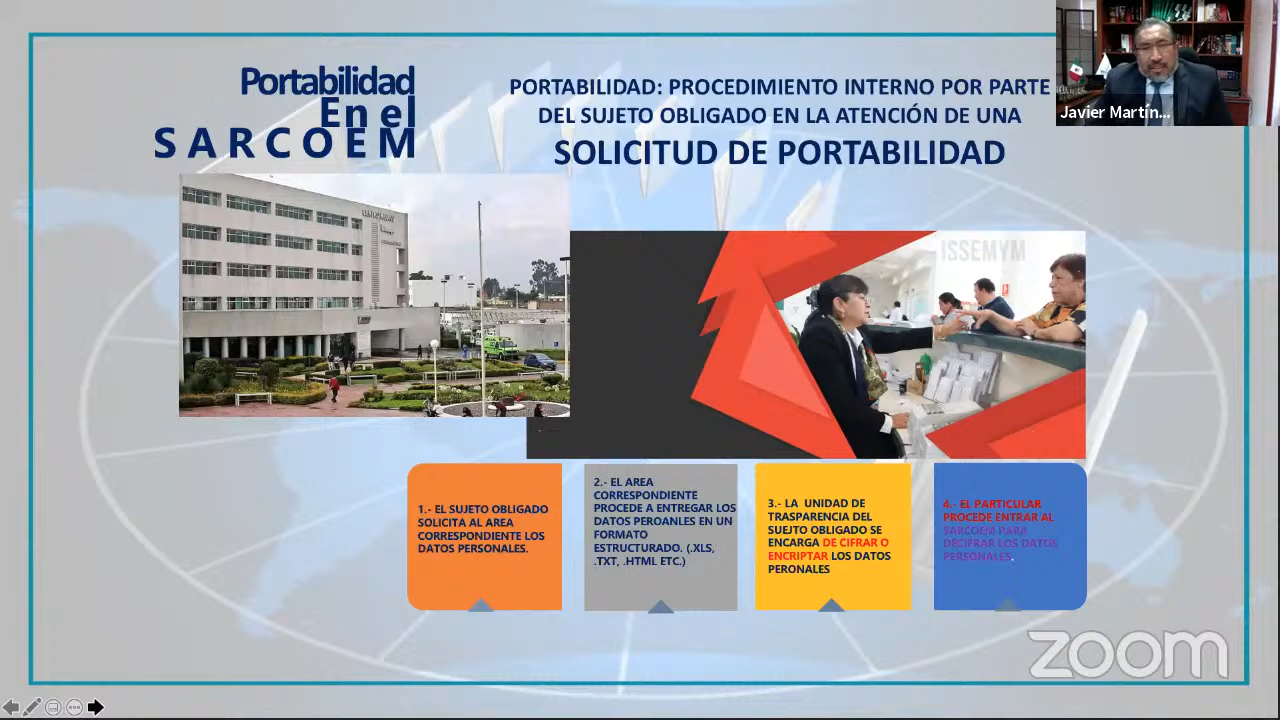 Portabilidad
En el
SARCOEM
PORTABILIDAD: PROCEDIMIENTO INTERNO POR PARTE
DEL SUJETO OBLIGADO EN LA ATENCIÓN DE UNA
SOLICITUD DE PORTABILIDAD
Javier Martín...
ISSEMYM
1.- EL SUJETO OBLIGADO
SOLICITA AL AREA
CORRESPONDIENTE LOS
DATOS PERSONALES.
2.- EL AREA
CORRESPONDIENTE
PROCEDE A ENTREGAR LOS
DATOS PEROANLES EN UN
FORMATO
ESTRUCTURADO. (.XLS,
.TXT, .HTML ETC.)
3.- LA UNIDAD DE
TRASPARENCIA DEL
SUEJTO OBLIGADO SE
ENCARGA DE CIFRAR O
ENCRIPTAR LOS DATOS
PERONALES
4.- EL PARTICULAR
PROCEDE ENTRAR AL
SARCOEM PARA
DECIFRAR LOS DATOS
PERSONALES.
zoom